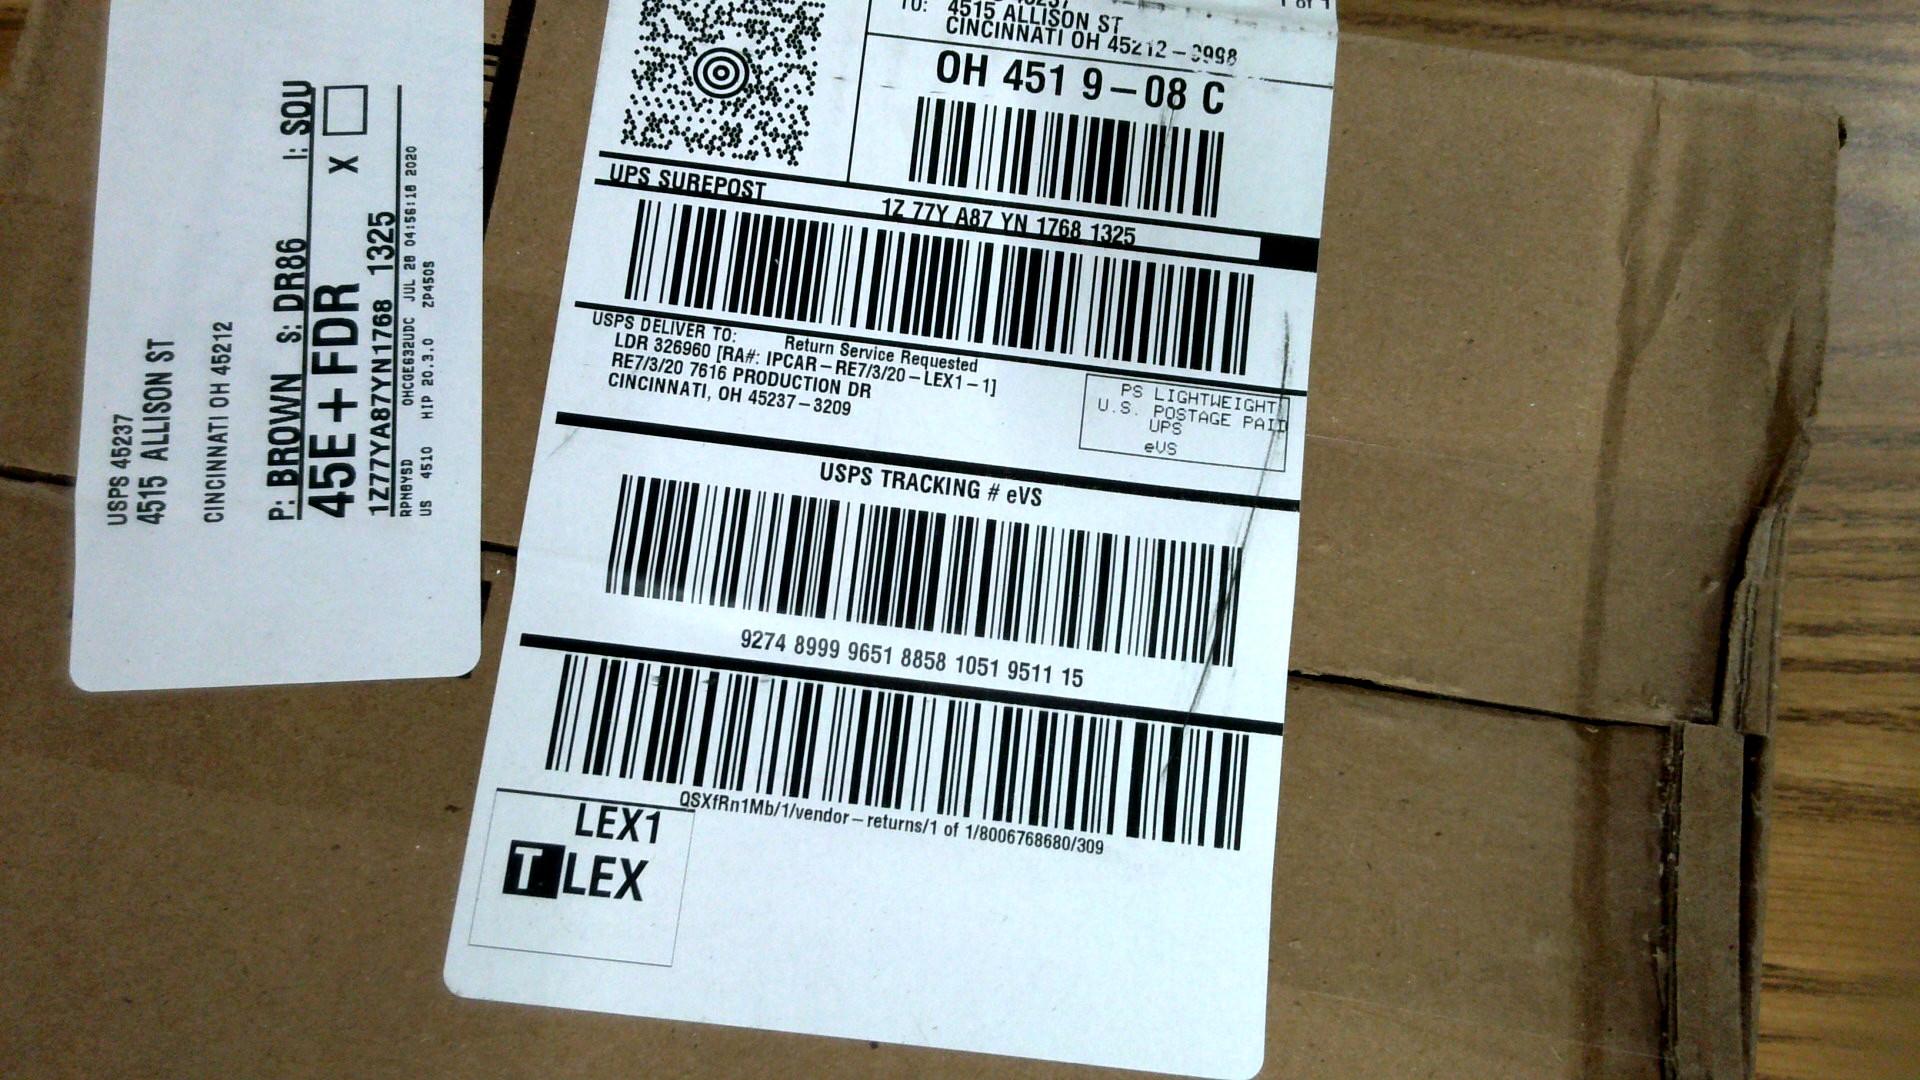 USPS 45237
4515 ALLISON ST
CINCINNATI OH 45212
P: BROWN S: DR86 I: SOU
45E+FDR X
1Z77YA87YN1768 1325
RPMBYSD OHCGE632UDC JUL 28 04:56:18 2020
US 4510 HIP 20.3.0 ZP450S
1 of 1
TO: 4515 ALLISON ST
CINCINNATI OH 45212-9998
OH 451 9-08 C
UPS SUREPOST
1Z 77Y A87 YN 1768 1325
USPS DELIVER TO: Return Service Requested
LDR 326960 [RA#: IPCAR-RE7/3/20-LEX1-1]
RE7/3/20 7616 PRODUCTION DR
CINCINNATI, OH 45237-3209
PS LIGHTWEIGHT
U.S. POSTAGE PAID
UPS
eVS
USPS TRACKING # eVS
9274 8999 9651 8858 1051 9511 15
QSXfRn1Mb/1/vendor-returns/1 of 1/8006768680/309
LEX1
T LEX